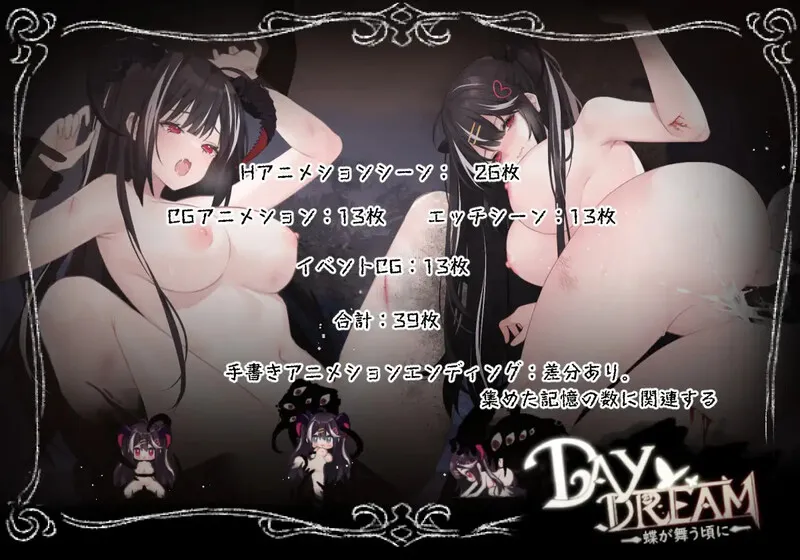 Hアニメションシーン： 26枚
CGアニメション：13枚 エッチシーン：13枚
イベントCG：13枚
合計：39枚
手書きアニメションエンディング：差分あり。
集めた記憶の数に関連する
DAY
DREAM
蝶が舞う頃に